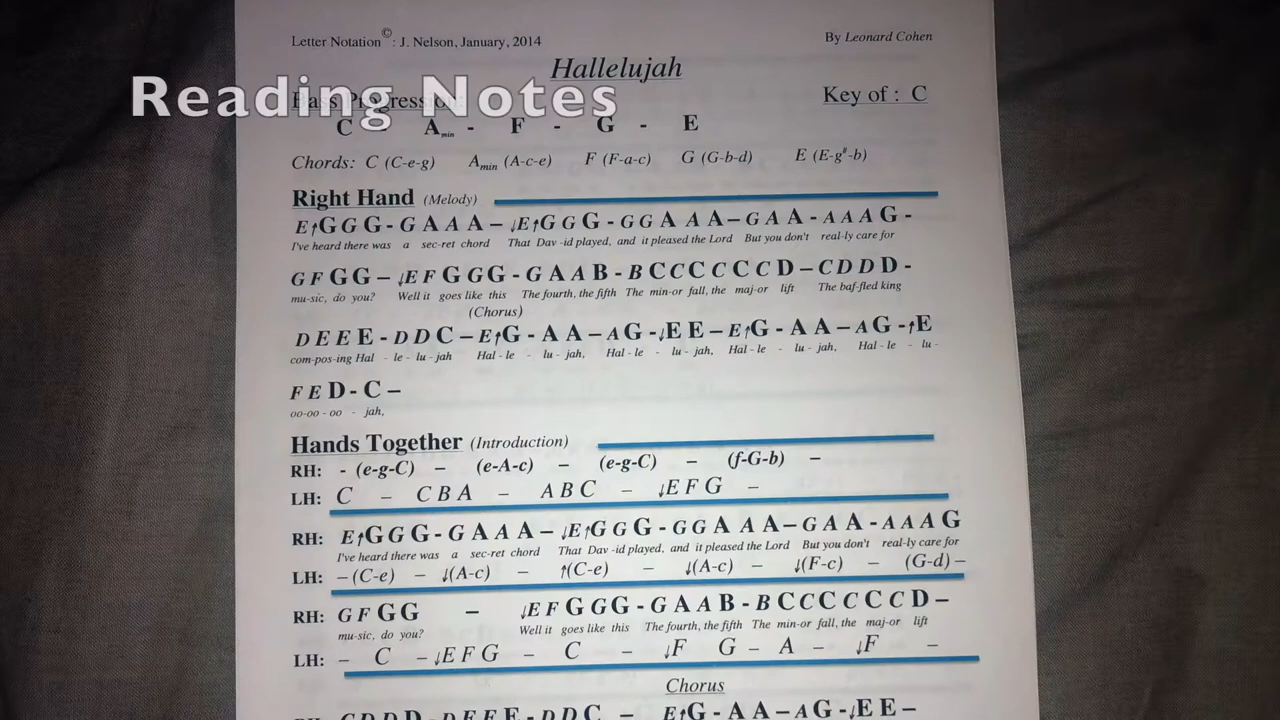 Letter Notation©: J. Nelson, January, 2014
By Leonard Cohen
Hallelujah
Reading Notes
Bass Progression
Key of : C
C - Amin - F - G - E
Chords: C (C-e-g) Amin (A-c-e) F (F-a-c) G (G-b-d) E (E-g#-b)
Right Hand (Melody)
E↑G G G - G A A A – ↓E↑G G G - G G A A A – G A A - A A A G -
I've heard there was a sec-ret chord That Dav -id played, and it pleased the Lord But you don't real-ly care for
G F G G – ↓E F G G G - G A A B - B C C C C C C D – C D D D -
mu-sic, do you? Well it goes like this The fourth, the fifth The min-or fall, the maj-or lift The baf-fled king
(Chorus)
D E E E - D D C – E↑G - A A – A G -↓E E – E↑G - A A – A G -↑E
com-pos-ing Hal - le - lu - jah Hal - le - lu - jah, Hal - le - lu - jah, Hal - le - lu - jah, Hal - le - lu -
F E D - C –
oo-oo - oo - jah,
Hands Together (Introduction)
RH: - (e-g-C) – (e-A-c) – (e-g-C) – (f-G-b) –
LH: C – C B A – A B C – ↓E F G –
RH: E↑G G G - G A A A – ↓E↑G G G - G G A A A – G A A - A A A G
I've heard there was a sec-ret chord That Dav -id played, and it pleased the Lord But you don't real-ly care for
LH: – (C-e) – ↓(A-c) – ↑(C-e) – ↓(A-c) – ↓(F-c) – (G-d) –
RH: G F G G – ↓E F G G G - G A A B - B C C C C C C D –
mu-sic, do you? Well it goes like this The fourth, the fifth The min-or fall, the maj-or lift
LH: – C – ↓E F G – C – ↓F G – A – ↓F –
Chorus
RH: C D D D - D E E E - D D C – E↑G - A A – A G -↓E E –